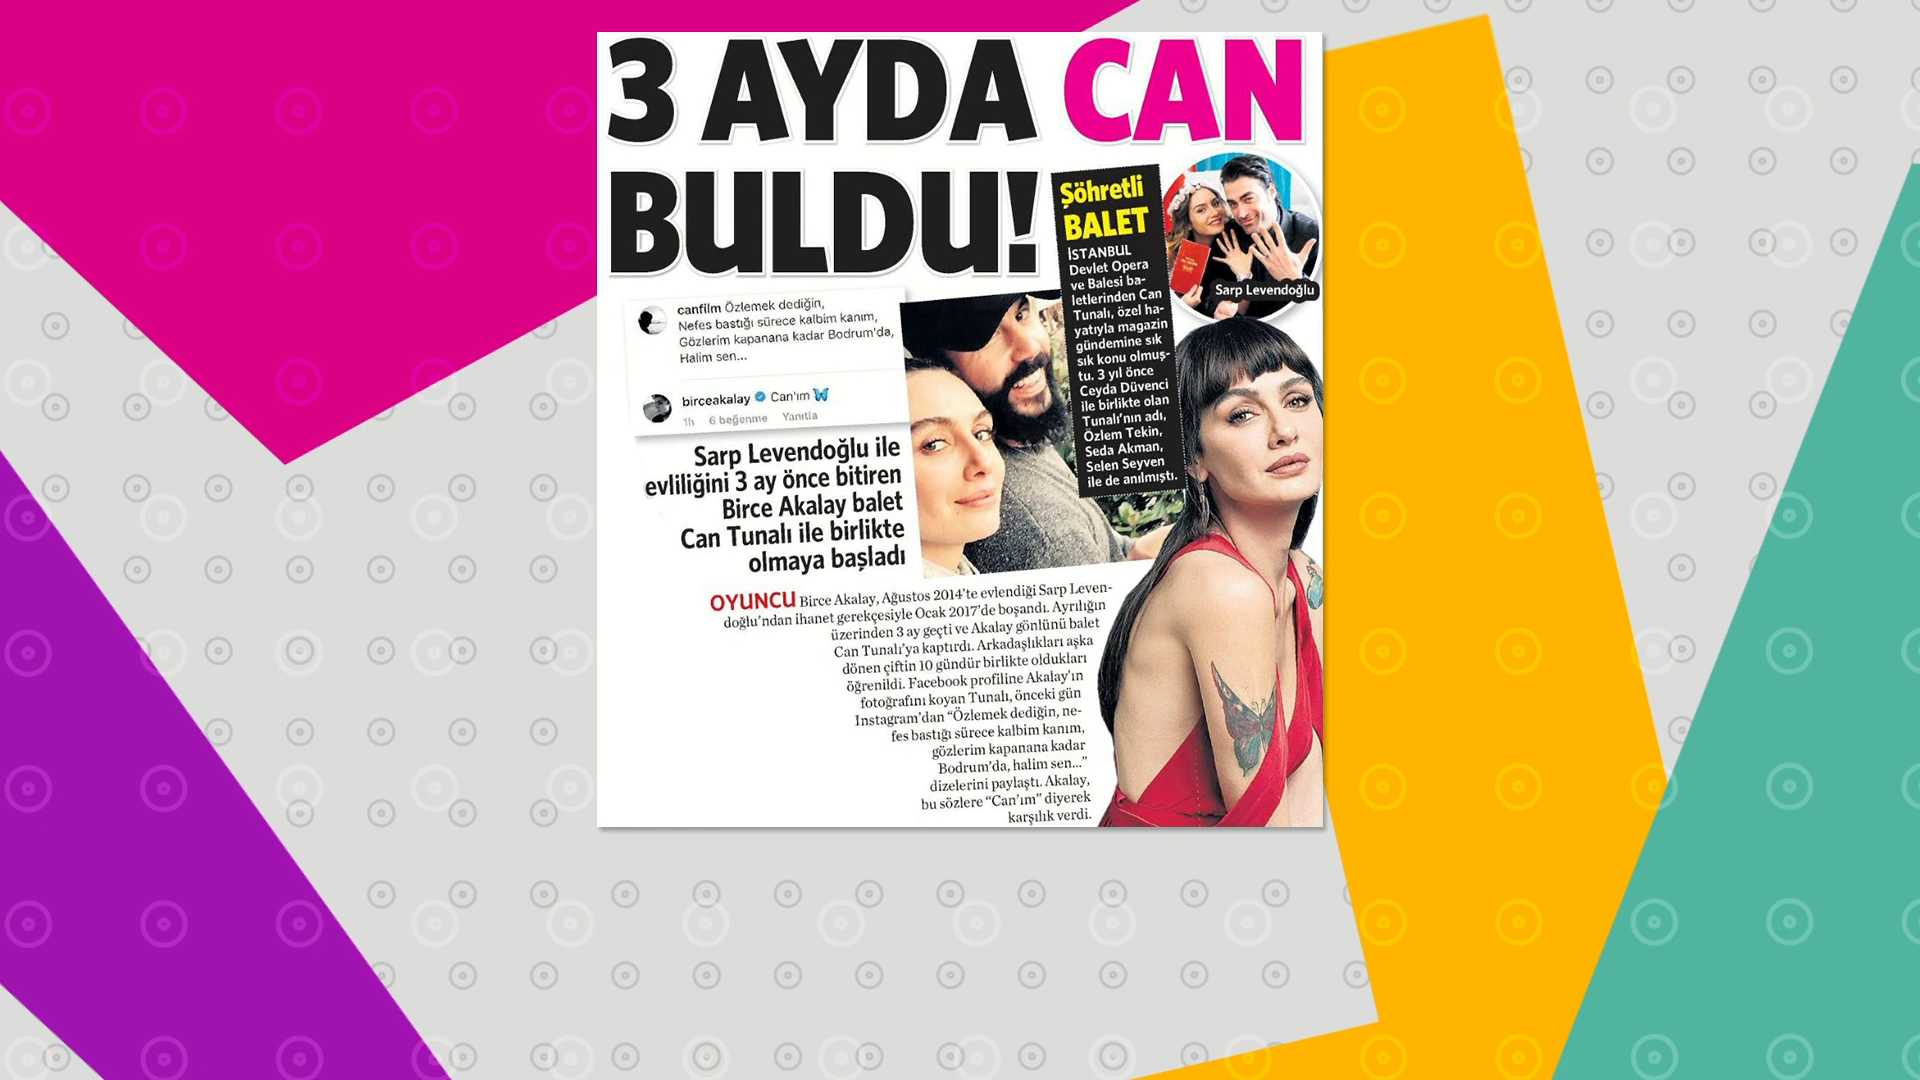 3 AYDA CAN
BULDU!
Şöhretli
BALET
İSTANBUL
Devlet Opera
ve Balesi ba-
letlerinden Can
Tunalı, özel ha-
yatıyla magazin
gündemine sık
sık konu olmuş-
tu. 3 yıl önce
Ceyda Düvenci
ile birlikte olan
Tunalı'nın adı,
Özlem Tekin,
Seda Akman,
Selen Seyven
ile de anılmıştı.
Sarp Levendoğlu
canfilm Özlemek dediğin,
Nefes bastığı sürece kalbim kanım,
Gözlerim kapanana kadar Bodrum'da,
Halim sen...
birceakalay Can'ım
1h 6 beğenme Yanıtla
Sarp Levendoğlu ile
evliliğini 3 ay önce bitiren
Birce Akalay balet
Can Tunalı ile birlikte
olmaya başladı
OYUNCU Birce Akalay, Ağustos 2014'te evlendiği Sarp Leven-
doğlu'ndan ihanet gerekçesiyle Ocak 2017'de boşandı. Ayrılığın
üzerinden 3 ay geçti ve Akalay gönlünü balet
Can Tunalı'ya kaptırdı. Arkadaşlıkları aşka
dönen çiftin 10 gündür birlikte oldukları
öğrenildi. Facebook profiline Akalay'ın
fotoğrafını koyan Tunalı, önceki gün
Instagram'dan “Özlemek dediğin, ne-
fes bastığı sürece kalbim kanım,
gözlerim kapanana kadar
Bodrum'da, halim sen...”
dizelerini paylaştı. Akalay,
bu sözlere “Can'ım” diyerek
karşılık verdi.